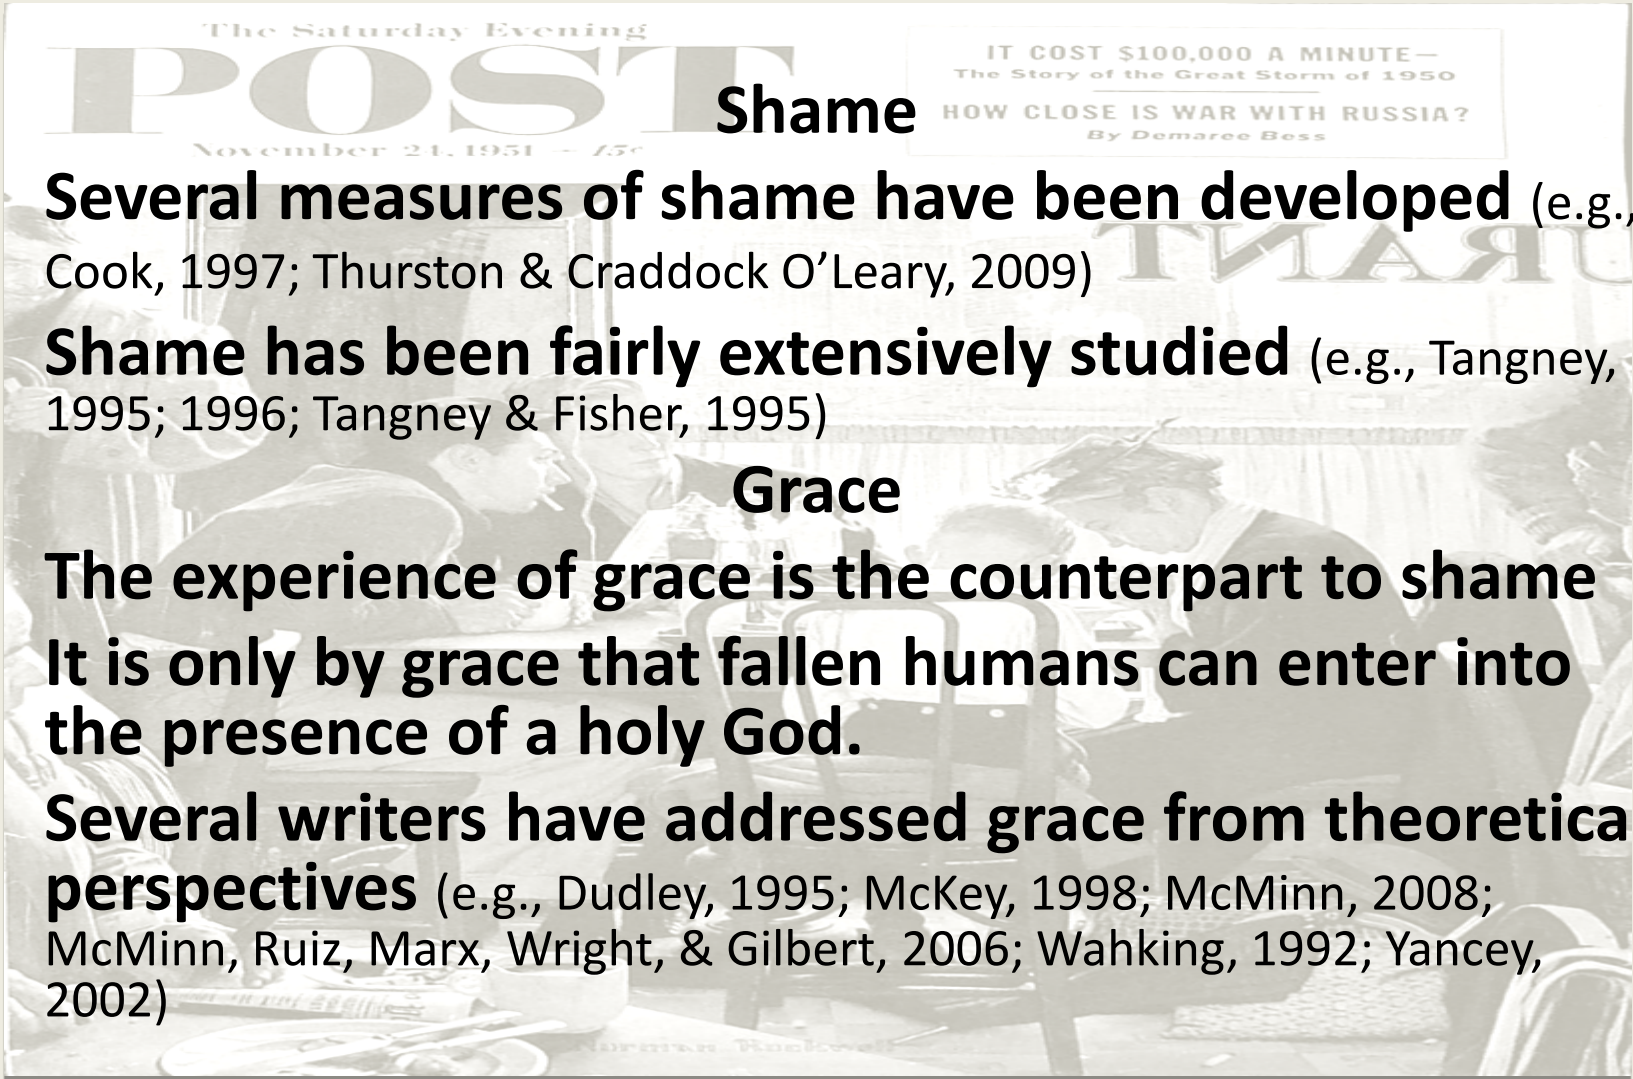 The Saturday Evening
POST
November 24, 1951 – 15¢
IT COST $100,000 A MINUTE—
The Story of the Great Storm of 1950
HOW CLOSE IS WAR WITH RUSSIA?
By Demaree Bess
Shame
Several measures of shame have been developed (e.g.,
Cook, 1997; Thurston & Craddock O’Leary, 2009)
URANT
Shame has been fairly extensively studied (e.g., Tangney,
1995; 1996; Tangney & Fisher, 1995)
Grace
The experience of grace is the counterpart to shame
It is only by grace that fallen humans can enter into
the presence of a holy God.
Several writers have addressed grace from theoretica
perspectives (e.g., Dudley, 1995; McKey, 1998; McMinn, 2008;
McMinn, Ruiz, Marx, Wright, & Gilbert, 2006; Wahking, 1992; Yancey,
2002)
Norman Rockwell